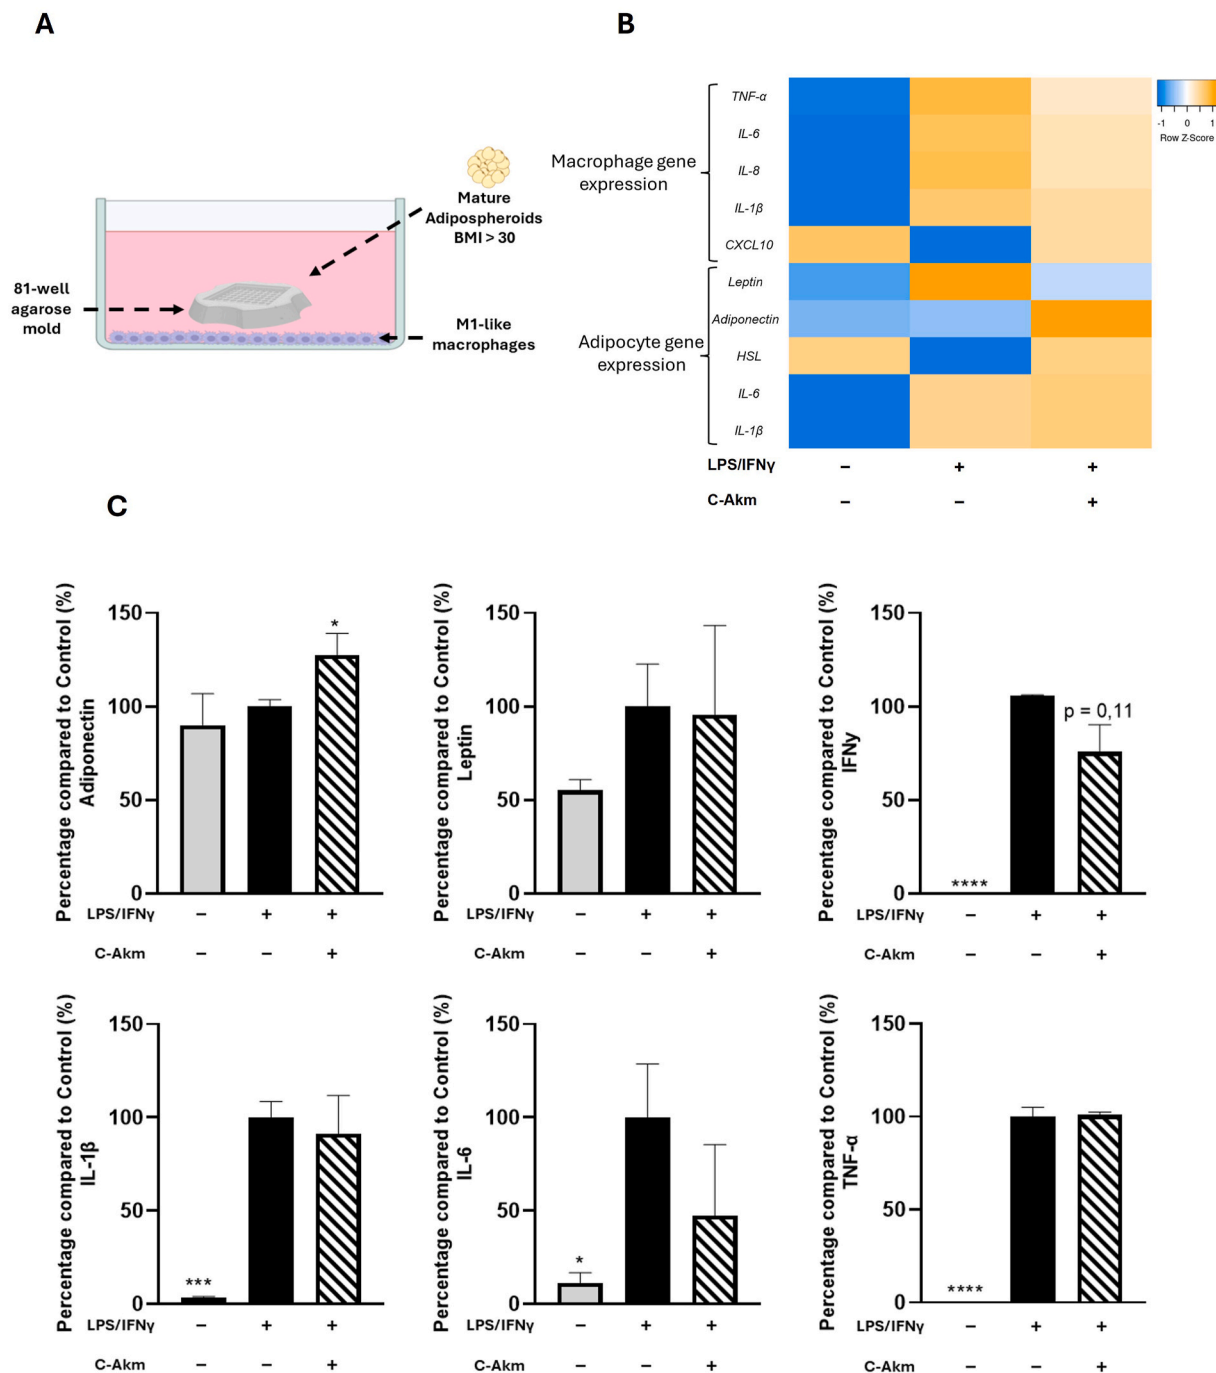 A
B
Mature
Adipospheroids
BMI > 30
81-well
agarose
mold
M1-like
macrophages
Macrophage gene
expression
Adipocyte gene
expression
TNF-α
IL-6
IL-8
IL-1β
CXCL10
Leptin
Adiponectin
HSL
IL-6
IL-1β
-1 0 1
Row Z-Score
LPS/IFNγ − + +
C-Akm − − +
C
Percentage compared to Control (%)
Adiponectin
150
100
50
0
*
LPS/IFNγ − + +
C-Akm − − +
Percentage compared to Control (%)
Leptin
150
100
50
0
LPS/IFNγ − + +
C-Akm − − +
Percentage compared to Control (%)
IFNy
150
100
50
0
p = 0,11
****
LPS/IFNγ − + +
C-Akm − − +
Percentage compared to Control (%)
IL-1β
150
100
50
0
***
LPS/IFNγ − + +
C-Akm − − +
Percentage compared to Control (%)
IL-6
150
100
50
0
*
LPS/IFNγ − + +
C-Akm − − +
Percentage compared to Control (%)
TNF-α
150
100
50
0
****
LPS/IFNγ − + +
C-Akm − − +